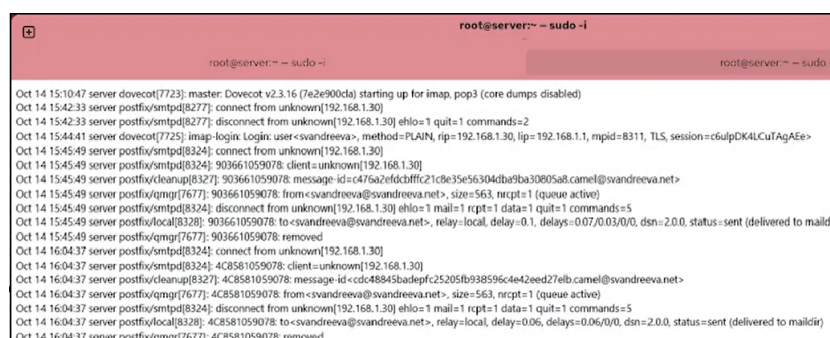 root@server:~ — sudo -i
root@server:~ — sudo -i
root@server:~ — sudo
Oct 14 15:10:47 server dovecot[7723]: master: Dovecot v2.3.16 (7e2e900c1a) starting up for imap, pop3 (core dumps disabled)
Oct 14 15:42:33 server postfix/smtpd[8277]: connect from unknown[192.168.1.30]
Oct 14 15:42:33 server postfix/smtpd[8277]: disconnect from unknown[192.168.1.30] ehlo=1 quit=1 commands=2
Oct 14 15:44:41 server dovecot[7725]: imap-login: Login: user<svandreeva>, method=PLAIN, rip=192.168.1.30, lip=192.168.1.1, mpid=8311, TLS, session=c6ulpDK4LCuTAgAEe>
Oct 14 15:45:49 server postfix/smtpd[8324]: connect from unknown[192.168.1.30]
Oct 14 15:45:49 server postfix/smtpd[8324]: 903661059078: client=unknown[192.168.1.30]
Oct 14 15:45:49 server postfix/cleanup[8327]: 903661059078: message-id=c476a2efdcbfffc21c8e35e56304dba9ba30805a8.camel@svandreeva.net>
Oct 14 15:45:49 server postfix/qmgr[7677]: 903661059078: from<svandreeva@svandreeva.net>, size=563, nrcpt=1 (queue active)
Oct 14 15:45:49 server postfix/smtpd[8324]: disconnect from unknown[192.168.1.30] ehlo=1 mail=1 rcpt=1 data=1 quit=1 commands=5
Oct 14 15:45:49 server postfix/local[8328]: 903661059078: to<svandreeva@svandreeva.net>, relay=local, delay=0.1, delays=0.07/0.03/0/0, dsn=2.0.0, status=sent (delivered to maild
Oct 14 15:45:49 server postfix/qmgr[7677]: 903661059078: removed
Oct 14 16:04:37 server postfix/smtpd[8324]: connect from unknown[192.168.1.30]
Oct 14 16:04:37 server postfix/smtpd[8324]: 4C8581059078: client=unknown[192.168.1.30]
Oct 14 16:04:37 server postfix/cleanup[8327]: 4C8581059078: message-id=<cdc48845badepfc25205fb938596c4e42eed27elb.camel@svandreeva.net>
Oct 14 16:04:37 server postfix/qmgr[7677]: 4C8581059078: from<svandreeva@svandreeva.net>, size=563, nrcpt=1 (queue active)
Oct 14 16:04:37 server postfix/smtpd[8324]: disconnect from unknown[192.168.1.30] ehlo=1 mail=1 rcpt=1 data=1 quit=1 commands=5
Oct 14 16:04:37 server postfix/local[8328]: 4C8581059078: to<svandreeva@svandreeva.net>, relay=local, delay=0.06, delays=0.06/0/0, dsn=2.0.0, status=sent (delivered to maildir)
Oct 14 16:04:37 server postfix/qmgr[7677]: 4C8581059078: removed